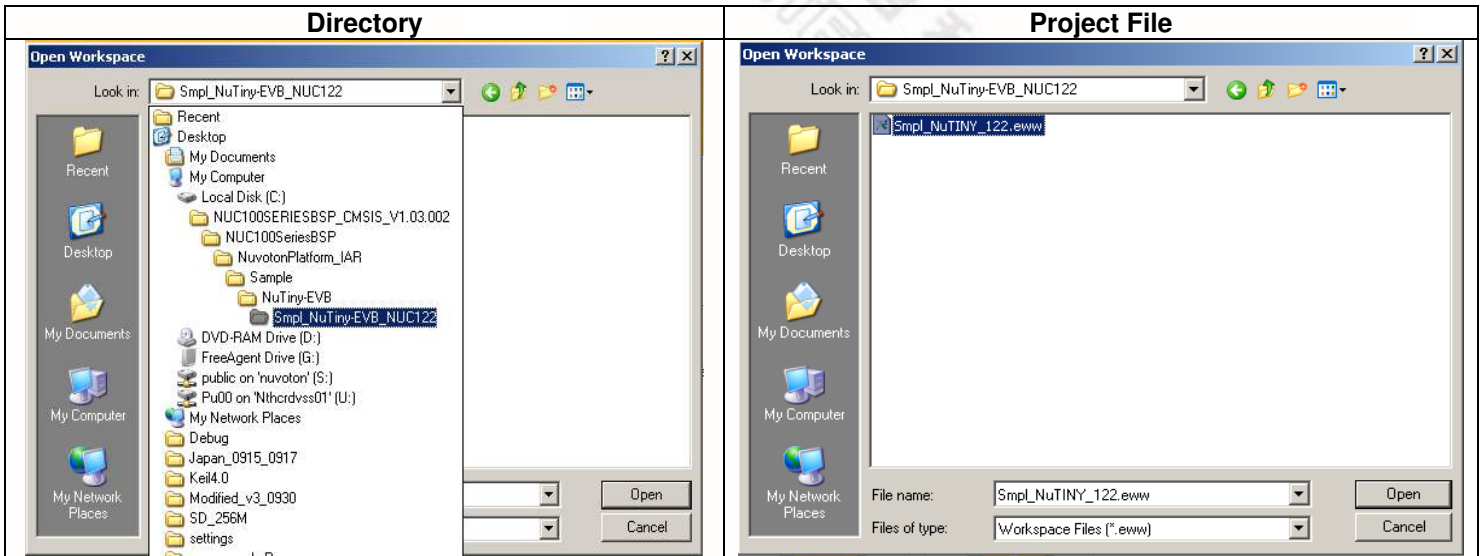 Directory
Project File
Open Workspace
Look in:
Smpl_NuTiny-EVB_NUC122
Recent
Desktop
My Documents
My Computer
Local Disk (C:)
NUC100SERIESBSP_CMSIS_V1.03.002
NUC100SeriesBSP
NuvotonPlatform_IAR
Sample
NuTiny-EVB
Smpl_NuTiny-EVB_NUC122
DVD-RAM Drive (D:)
FreeAgent Drive (G:)
public on 'nuvoton' (S:)
Pu00 on 'Nthcrdvss01' (U:)
My Network Places
Debug
Japan_0915_0917
Keil4.0
Modified_v3_0930
SD_256M
settings
Recent
Desktop
My Documents
My Computer
My Network
Places
Open
Cancel
Open Workspace
Look in:
Smpl_NuTiny-EVB_NUC122
Smpl_NuTINY_122.eww
Recent
Desktop
My Documents
My Computer
My Network
Places
File name:
Smpl_NuTINY_122.eww
Open
Files of type:
Workspace Files (*.eww)
Cancel